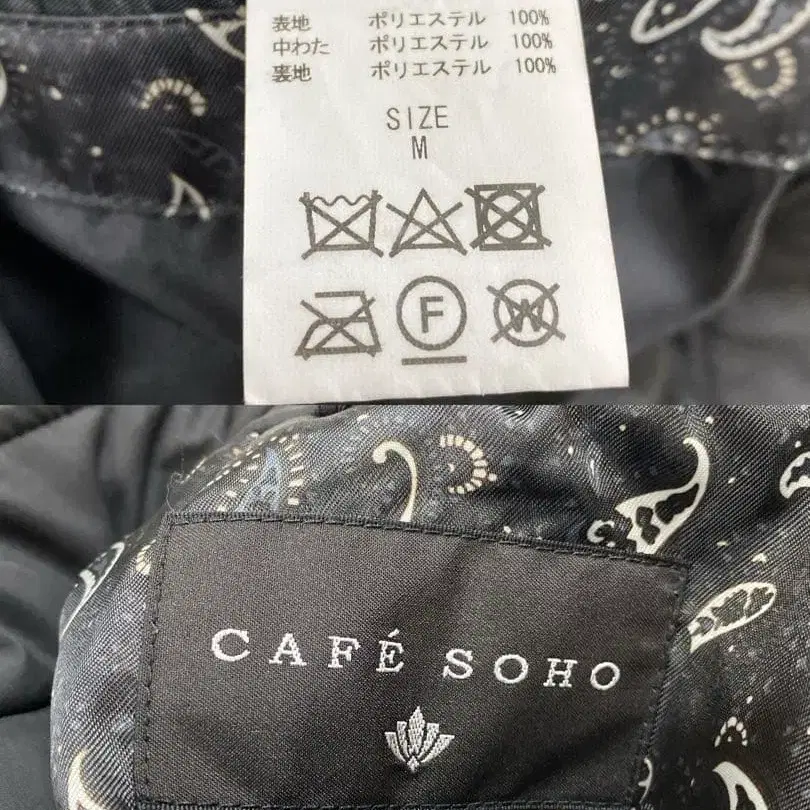 表地 ポリエステル 100%
中わた ポリエステル 100%
裏地 ポリエステル 100%
SIZE
M
F
W
CAFÉ SOHO